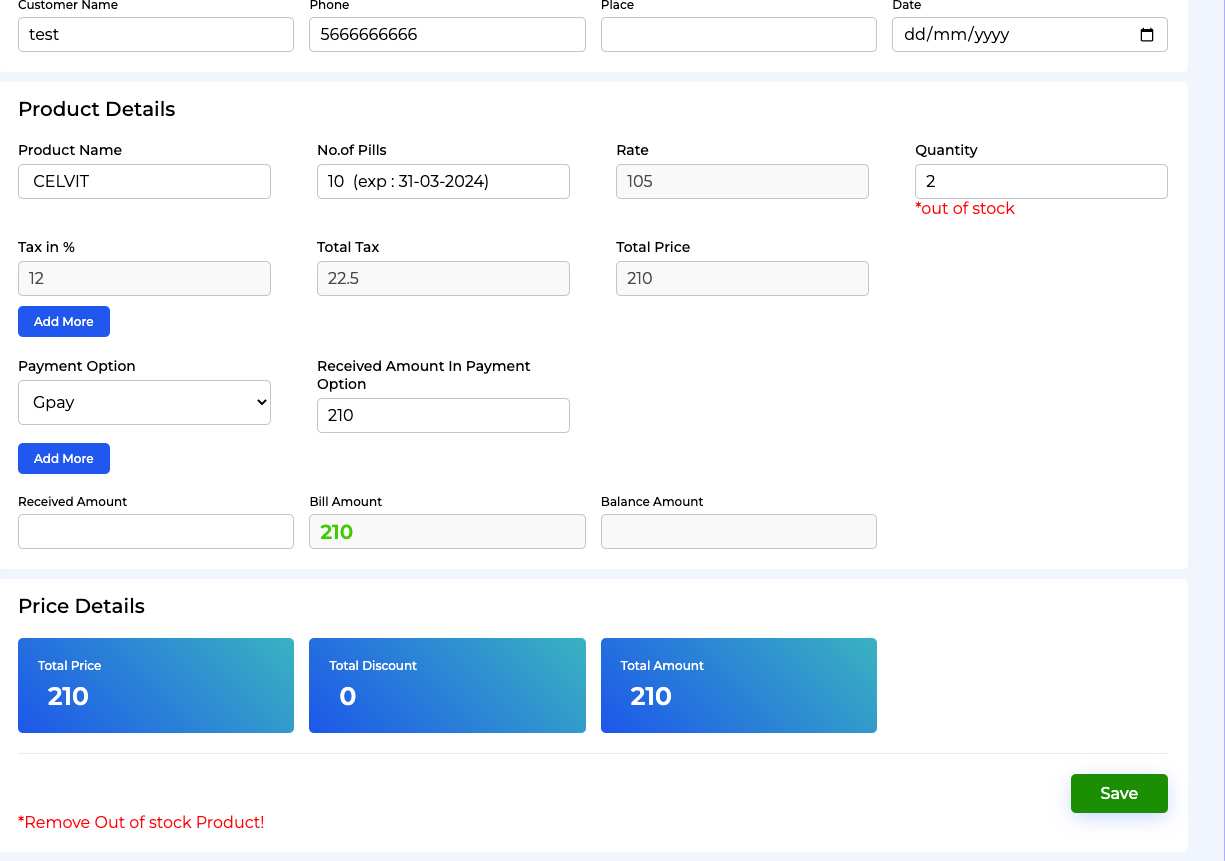 Customer Name Phone Place Date
test 5666666666 dd/mm/yyyy
Product Details
Product Name No.of Pills Rate Quantity
CELVIT 10 (exp : 31-03-2024) 105 2
*out of stock
Tax in % Total Tax Total Price
12 22.5 210
Add More
Payment Option Received Amount In Payment
Option
Gpay 210
Add More
Received Amount Bill Amount Balance Amount
210
Price Details
Total Price Total Discount Total Amount
210 0 210
Save
*Remove Out of stock Product!